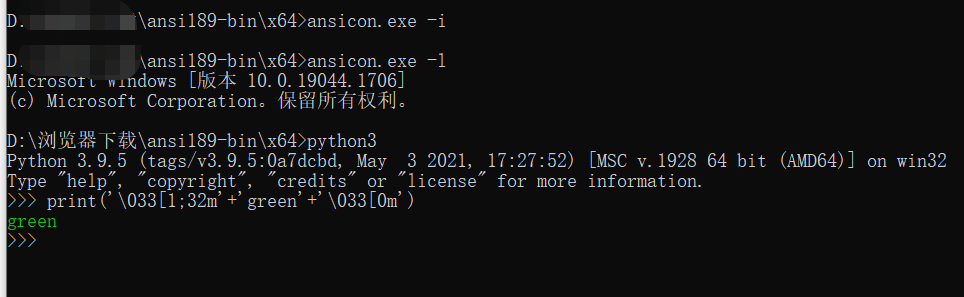 D:\ansi189-bin\x64>ansicon.exe -i
D:\ansi189-bin\x64>ansicon.exe -l
Microsoft Windows [版本 10.0.19044.1706]
(c) Microsoft Corporation。保留所有权利。
D:\浏览器下载\ansi189-bin\x64>python3
Python 3.9.5 (tags/v3.9.5:0a7dcbd, May  3 2021, 17:27:52) [MSC v.1928 64 bit (AMD64)] on win32
Type "help", "copyright", "credits" or "license" for more information.
>>> print('\033[1;32m'+'green'+'\033[0m')
green
>>>